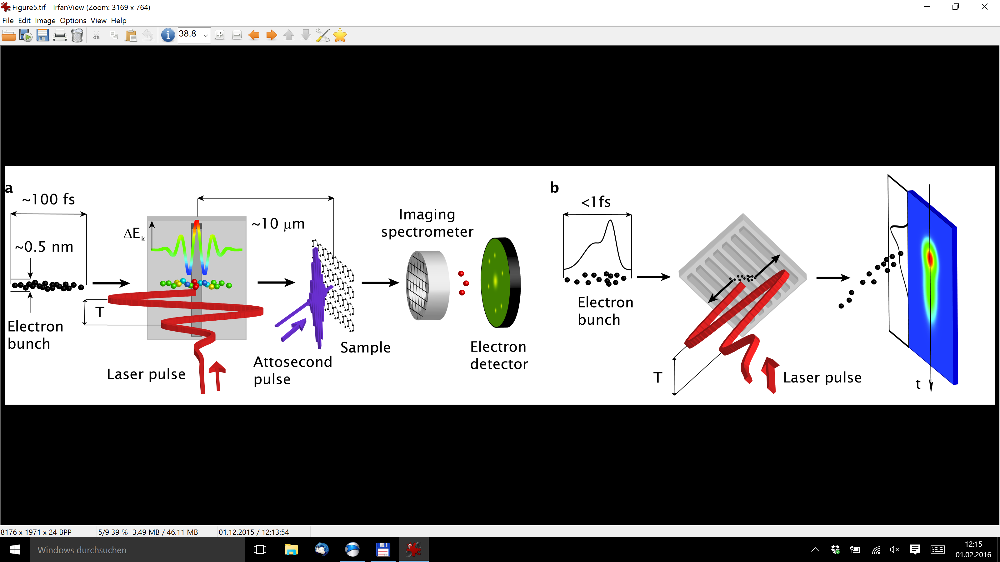 Figure5.tif - IrfanView (Zoom: 3169 x 764)
File Edit Image Options View Help
38.8
a
~100 fs
~0.5 nm
Electron
bunch
ΔEk
T
Laser pulse
~10 μm
Attosecond
pulse
Sample
Imaging
spectrometer
Electron
detector
b
<1fs
Electron
bunch
T
Laser pulse
t
8176 x 1971 x 24 BPP 5/9 39 % 3.49 MB / 46.11 MB 01.12.2015 / 12:13:54
Windows durchsuchen
12:15
01.02.2016